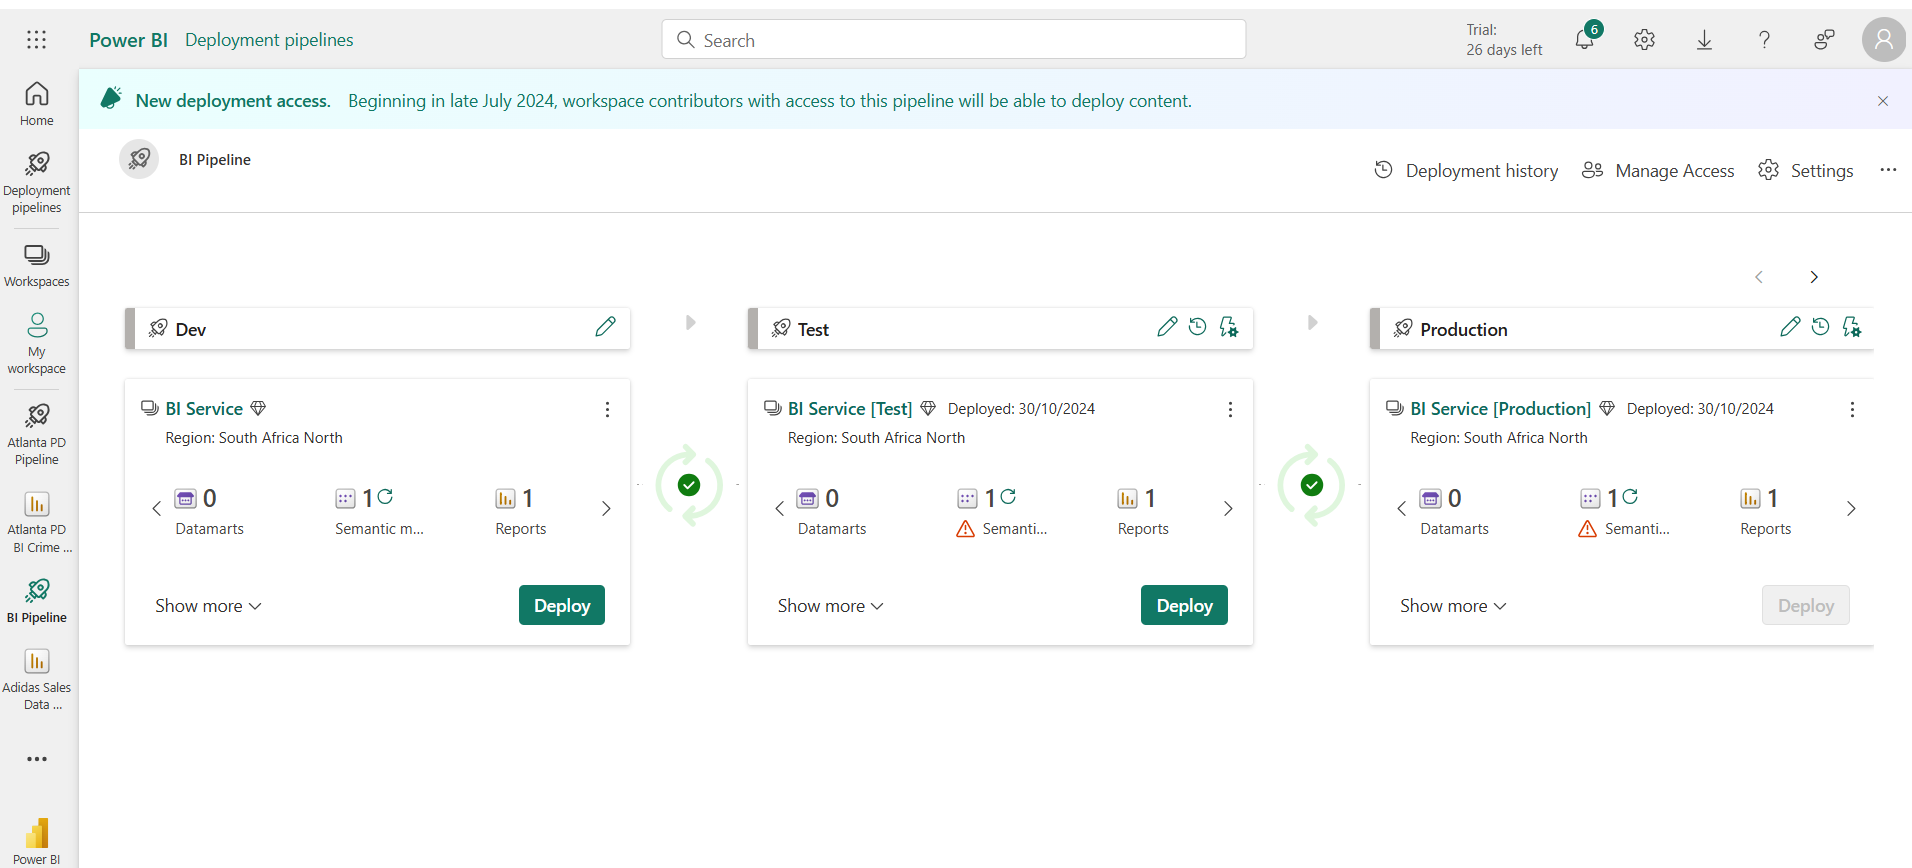 Power BI Deployment pipelines
Search
Trial:
26 days left
6
New deployment access. Beginning in late July 2024, workspace contributors with access to this pipeline will be able to deploy content.
Home
Deployment
pipelines
Workspaces
My
workspace
Atlanta PD
Pipeline
Atlanta PD
BI Crime ...
BI Pipeline
Adidas Sales
Data ...
Power BI
BI Pipeline
Deployment history
Manage Access
Settings
Dev
BI Service
Region: South Africa North
0
Datamarts
1
Semantic m...
1
Reports
Show more
Deploy
Test
BI Service [Test] Deployed: 30/10/2024
Region: South Africa North
0
Datamarts
1
Semanti...
1
Reports
Show more
Deploy
Production
BI Service [Production] Deployed: 30/10/2024
Region: South Africa North
0
Datamarts
1
Semanti...
1
Reports
Show more
Deploy